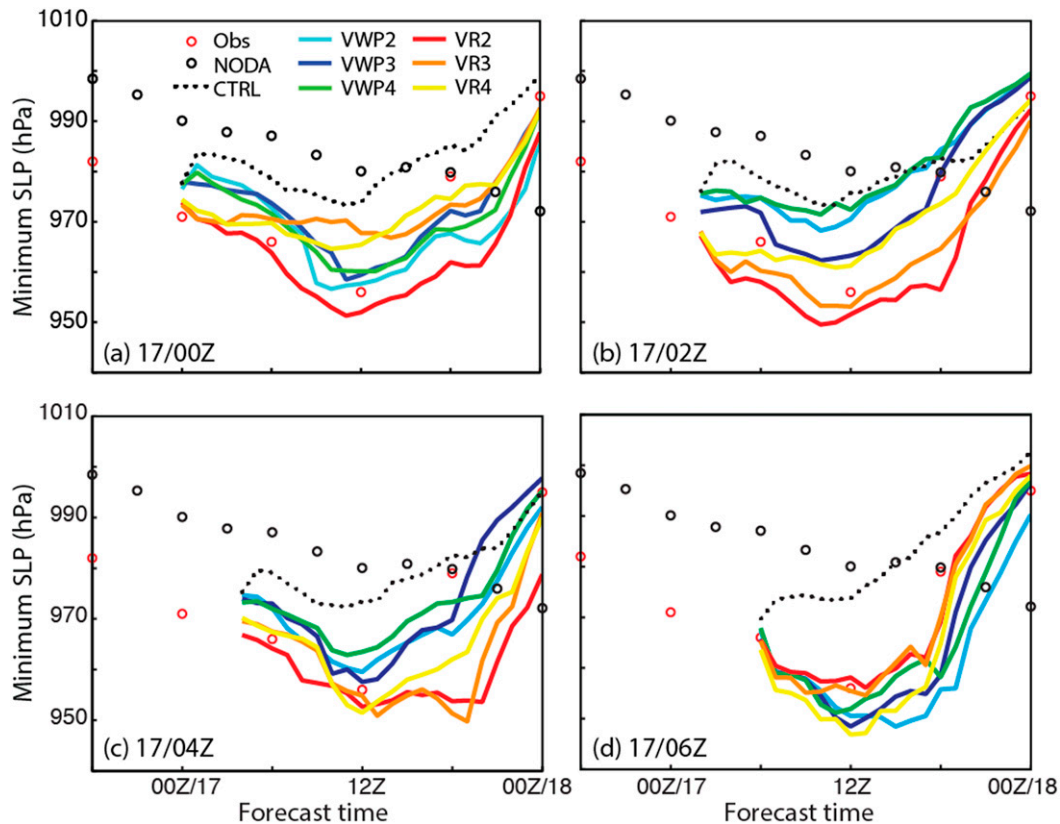 1010
990
970
950
Minimum SLP (hPa)
Obs
NODA
CTRL
VWP2
VWP3
VWP4
VR2
VR3
VR4
(a) 17/00Z
(b) 17/02Z
1010
990
970
950
Minimum SLP (hPa)
(c) 17/04Z
(d) 17/06Z
00Z/17
12Z
00Z/18
00Z/17
12Z
00Z/18
Forecast time
Forecast time